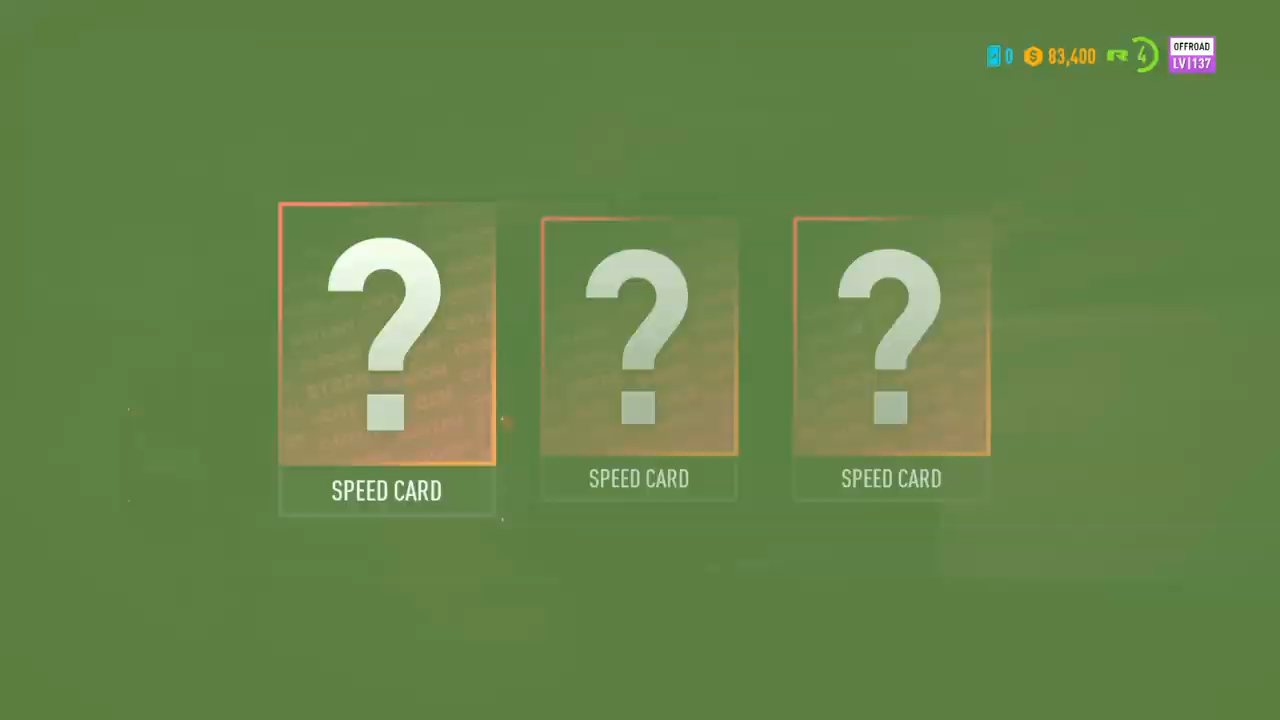 0 83,400 R 4 OFFROAD
LV|137
? ? ?
SPEED CARD SPEED CARD SPEED CARD